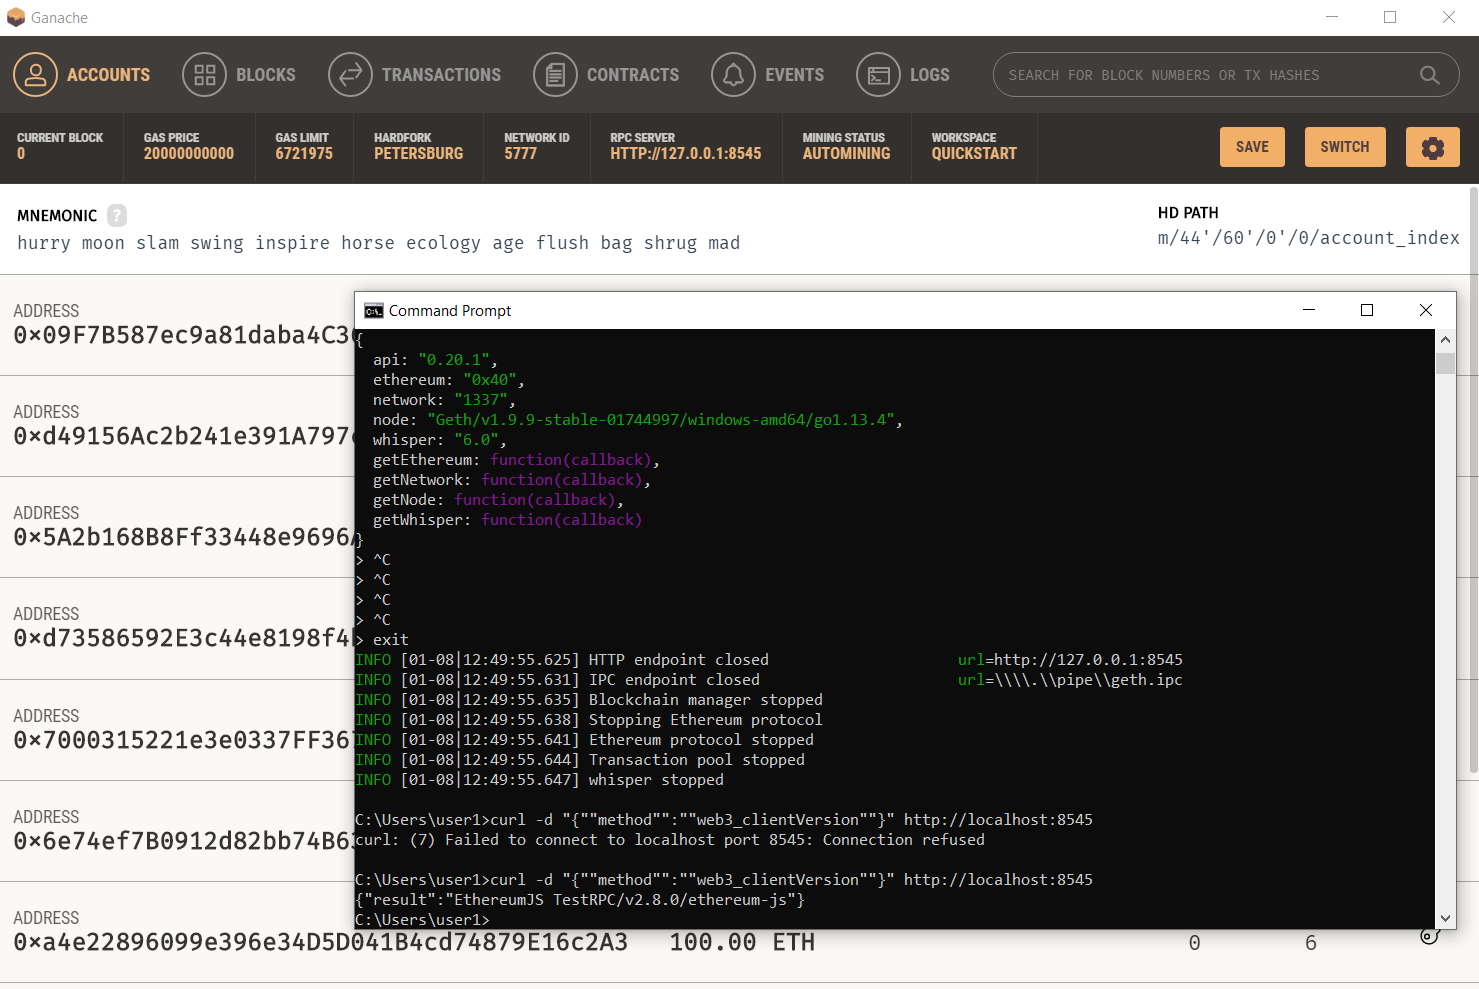 Ganache
ACCOUNTS BLOCKS TRANSACTIONS CONTRACTS EVENTS LOGS SEARCH FOR BLOCK NUMBERS OR TX HASHES
CURRENT BLOCK GAS PRICE GAS LIMIT HARDFORK NETWORK ID RPC SERVER MINING STATUS WORKSPACE
0 20000000000 6721975 PETERSBURG 5777 HTTP://127.0.0.1:8545 AUTOMINING QUICKSTART SAVE SWITCH
MNEMONIC ? HD PATH
hurry moon slam swing inspire horse ecology age flush bag shrug mad m/44'/60'/0'/0/account_index
ADDRESS
0×09F7B587ec9a81daba4C3
ADDRESS
0×d49156Ac2b241e391A797
ADDRESS
0×5A2b168B8Ff33448e9696
ADDRESS
0×d73586592E3c44e8198f4
ADDRESS
0×7000315221e3e0337FF36
ADDRESS
0×6e74ef7B0912d82bb74B6
ADDRESS
0×a4e22896099e396e34D5D041B4cd74879E16c2A3 100.00 ETH 0 6
Command Prompt
{
api: "0.20.1",
ethereum: "0x40",
network: "1337",
node: "Geth/v1.9.9-stable-01744997/windows-amd64/go1.13.4",
whisper: "6.0",
getEthereum: function(callback),
getNetwork: function(callback),
getNode: function(callback),
getWhisper: function(callback)
}
> ^C
> ^C
> ^C
> ^C
> exit
INFO [01-08|12:49:55.625] HTTP endpoint closed url=http://127.0.0.1:8545
INFO [01-08|12:49:55.631] IPC endpoint closed url=\\\\.\\pipe\\geth.ipc
INFO [01-08|12:49:55.635] Blockchain manager stopped
INFO [01-08|12:49:55.638] Stopping Ethereum protocol
INFO [01-08|12:49:55.641] Ethereum protocol stopped
INFO [01-08|12:49:55.644] Transaction pool stopped
INFO [01-08|12:49:55.647] whisper stopped
C:\Users\user1>curl -d "{""method"":""web3_clientVersion""}" http://localhost:8545
curl: (7) Failed to connect to localhost port 8545: Connection refused
C:\Users\user1>curl -d "{""method"":""web3_clientVersion""}" http://localhost:8545
{"result":"EthereumJS TestRPC/v2.8.0/ethereum-js"}
C:\Users\user1>